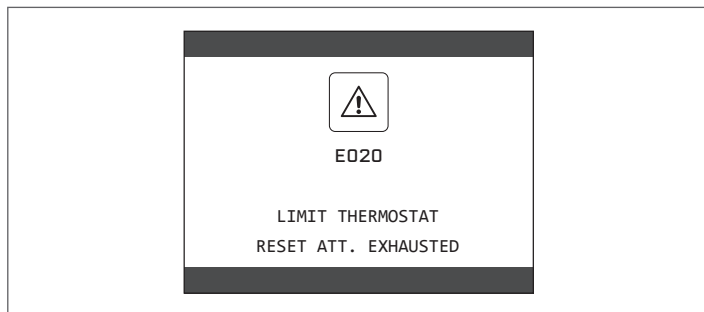 E020
LIMIT THERMOSTAT
RESET ATT. EXHAUSTED